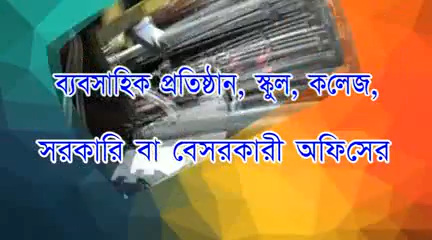 ব্যবসাহিক প্রতিষ্ঠান, স্কুল, কলেজ,
সরকারি বা বেসরকারী অফিসের